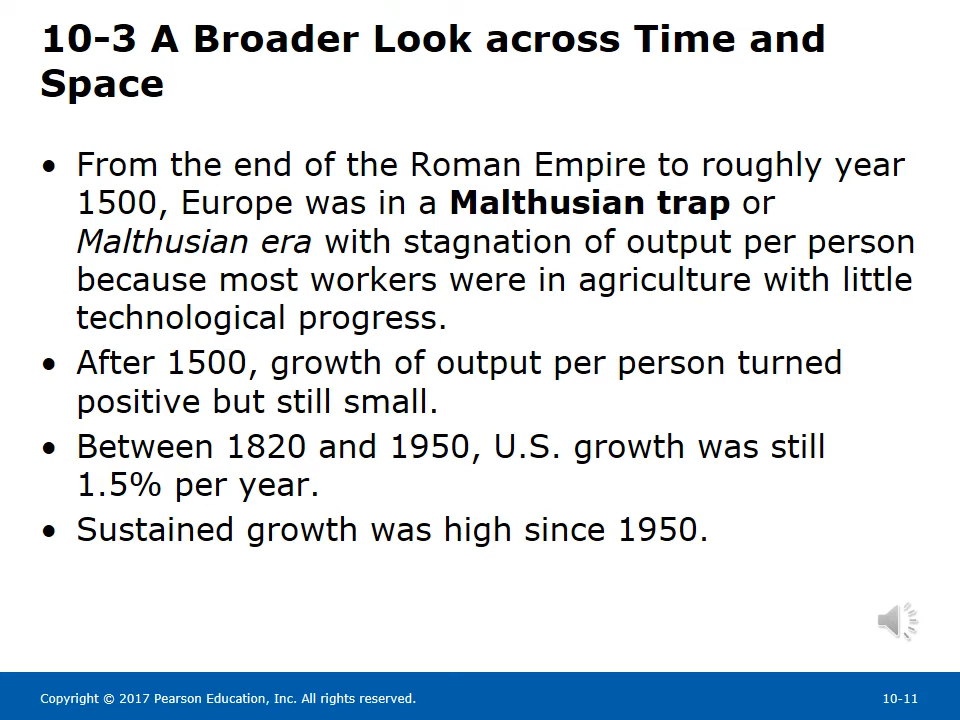 10-3 A Broader Look across Time and
Space
• From the end of the Roman Empire to roughly year
1500, Europe was in a Malthusian trap or
Malthusian era with stagnation of output per person
because most workers were in agriculture with little
technological progress.
• After 1500, growth of output per person turned
positive but still small.
• Between 1820 and 1950, U.S. growth was still
1.5% per year.
• Sustained growth was high since 1950.
Copyright © 2017 Pearson Education, Inc. All rights reserved.
10-11